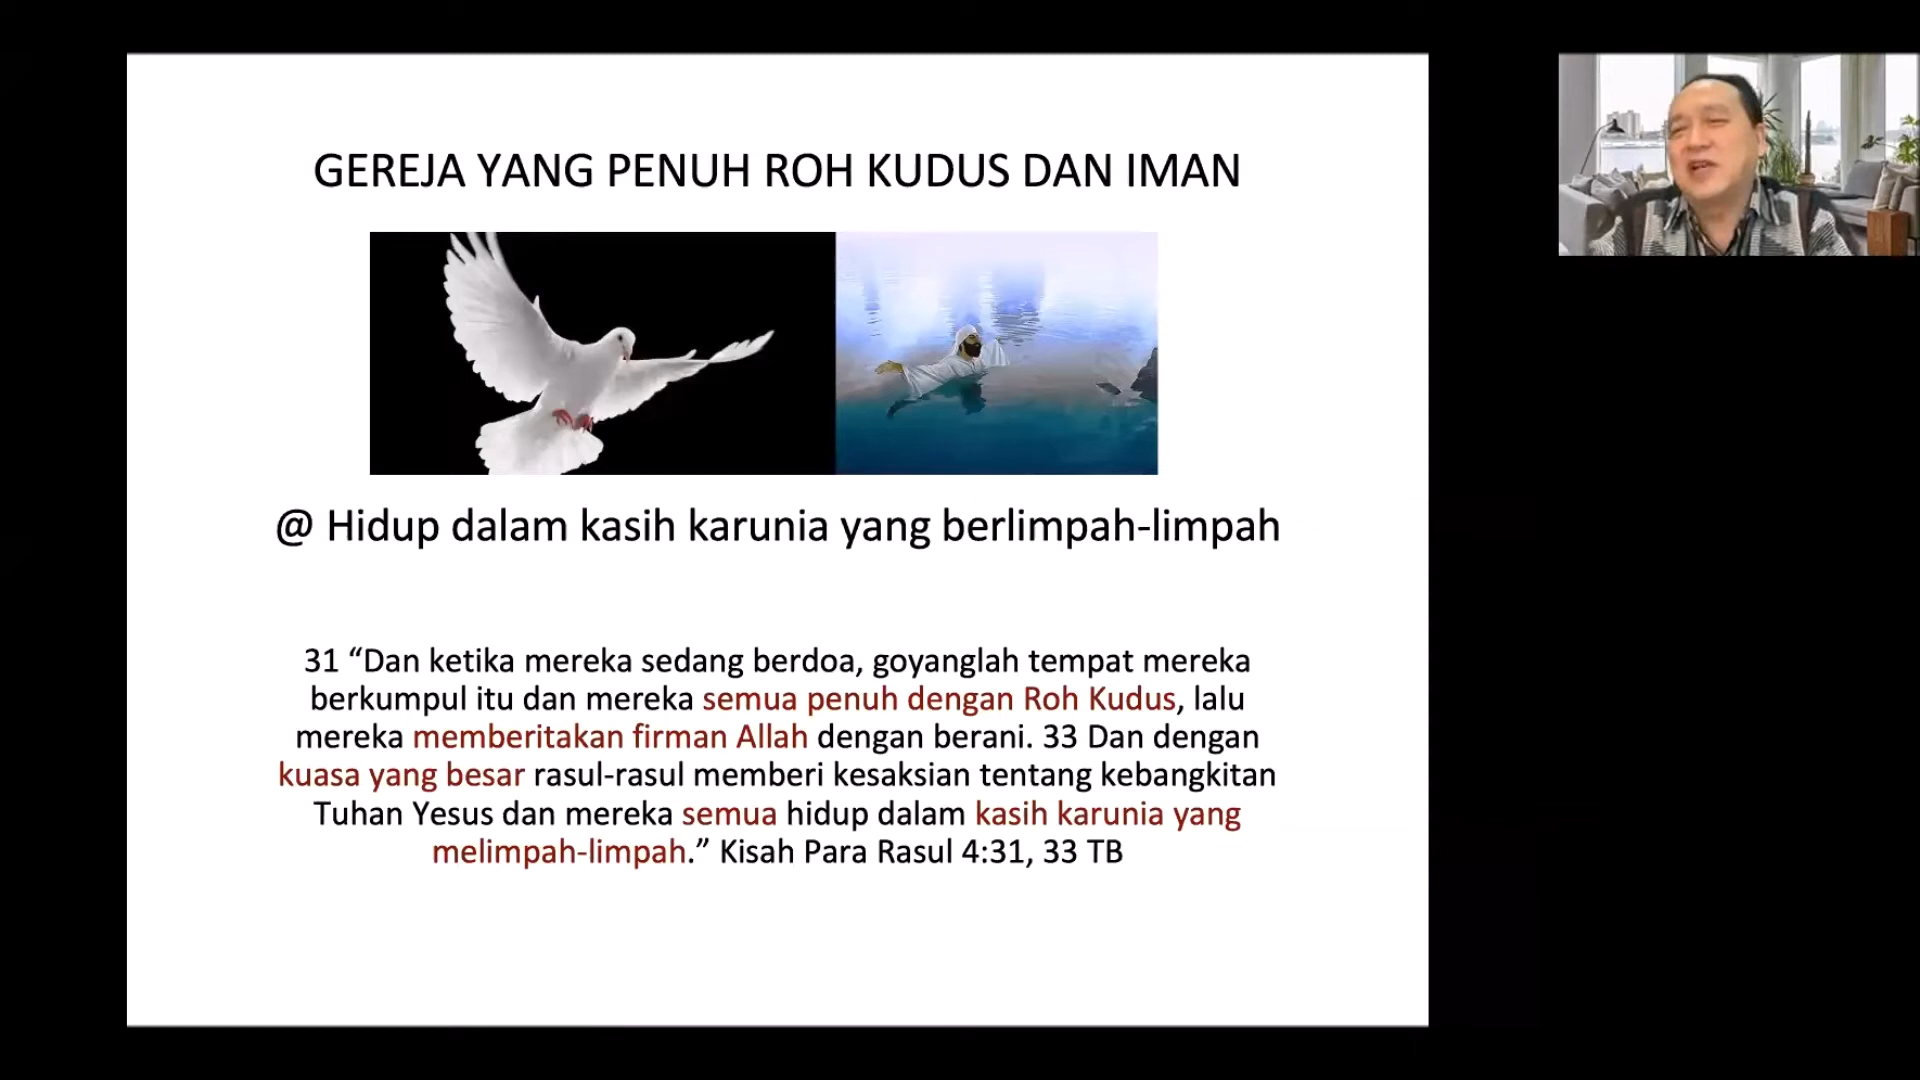 GEREJA YANG PENUH ROH KUDUS DAN IMAN
@ Hidup dalam kasih karunia yang berlimpah-limpah
31 “Dan ketika mereka sedang berdoa, goyanglah tempat mereka
berkumpul itu dan mereka semua penuh dengan Roh Kudus, lalu
mereka memberitakan firman Allah dengan berani. 33 Dan dengan
kuasa yang besar rasul-rasul memberi kesaksian tentang kebangkitan
Tuhan Yesus dan mereka semua hidup dalam kasih karunia yang
melimpah-limpah.” Kisah Para Rasul 4:31, 33 TB